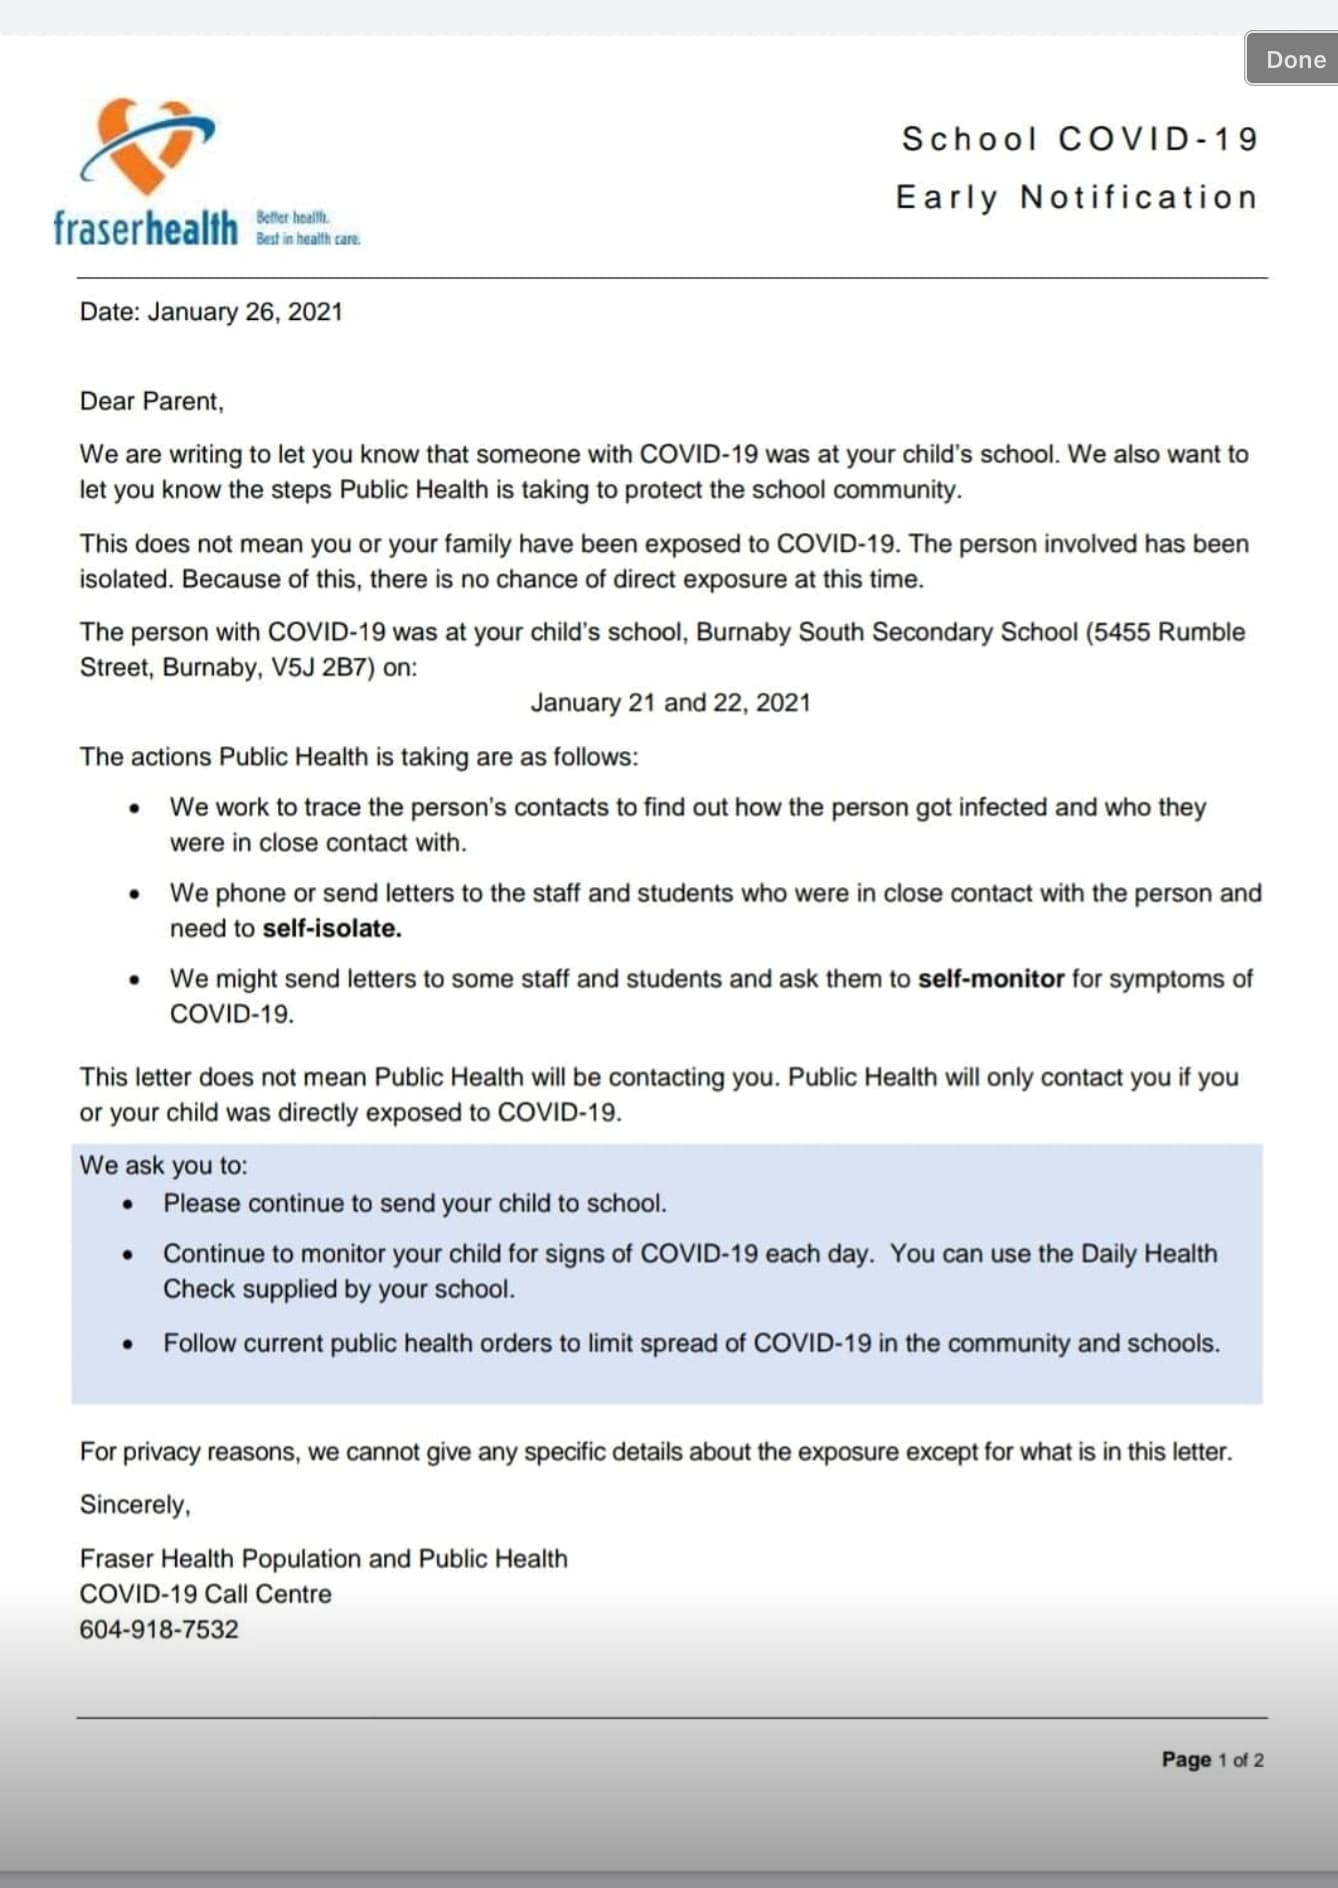 Done
fraserhealth
Better health.
Best in health care.
School COVID-19
Early Notification
Date: January 26, 2021
Dear Parent,
We are writing to let you know that someone with COVID-19 was at your child's school. We also want to
let you know the steps Public Health is taking to protect the school community.
This does not mean you or your family have been exposed to COVID-19. The person involved has been
isolated. Because of this, there is no chance of direct exposure at this time.
The person with COVID-19 was at your child's school, Burnaby South Secondary School (5455 Rumble
Street, Burnaby, V5J 2B7) on:
January 21 and 22, 2021
The actions Public Health is taking are as follows:
• We work to trace the person's contacts to find out how the person got infected and who they
were in close contact with.
• We phone or send letters to the staff and students who were in close contact with the person and
need to self-isolate.
• We might send letters to some staff and students and ask them to self-monitor for symptoms of
COVID-19.
This letter does not mean Public Health will be contacting you. Public Health will only contact you if you
or your child was directly exposed to COVID-19.
We ask you to:
• Please continue to send your child to school.
• Continue to monitor your child for signs of COVID-19 each day. You can use the Daily Health
Check supplied by your school.
• Follow current public health orders to limit spread of COVID-19 in the community and schools.
For privacy reasons, we cannot give any specific details about the exposure except for what is in this letter.
Sincerely,
Fraser Health Population and Public Health
COVID-19 Call Centre
604-918-7532
Page 1 of 2